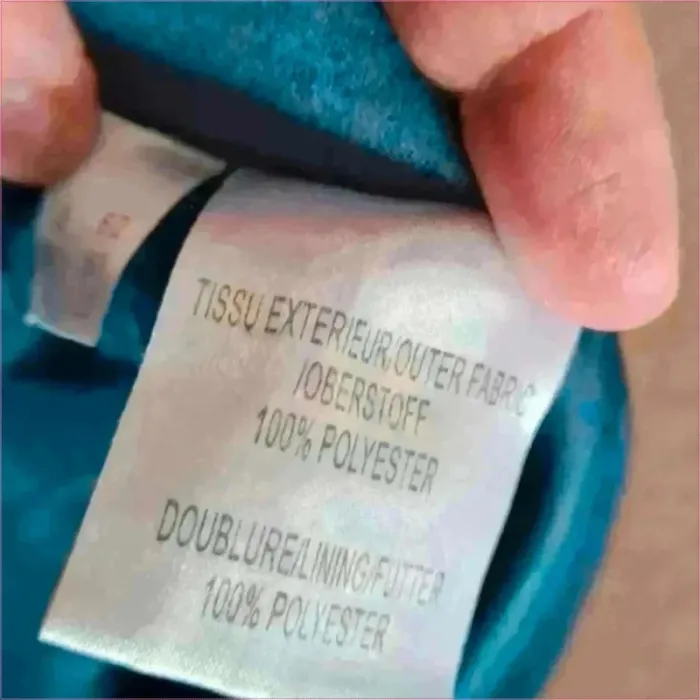 TISSU EXTERIEUR/OUTER FABRIC
/OBERSTOFF
100% POLYESTER
DOUBLURE/LINING/FUTTER
100% POLYESTER